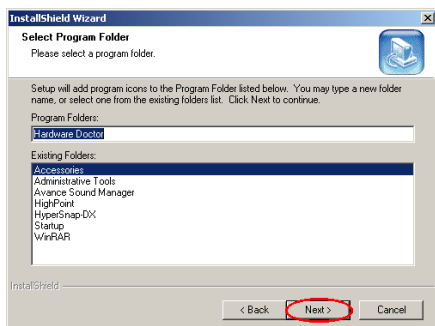 InstallShield Wizard
Select Program Folder
Please select a program folder.
Setup will add program icons to the Program Folder listed below. You may type a new folder
name, or select one from the existing folders list. Click Next to continue.
Program Folders:
Hardware Doctor
Existing Folders:
Accessories
Administrative Tools
Avance Sound Manager
HighPoint
HyperSnap-DX
Startup
WinRAR
InstallShield
< Back Next > Cancel